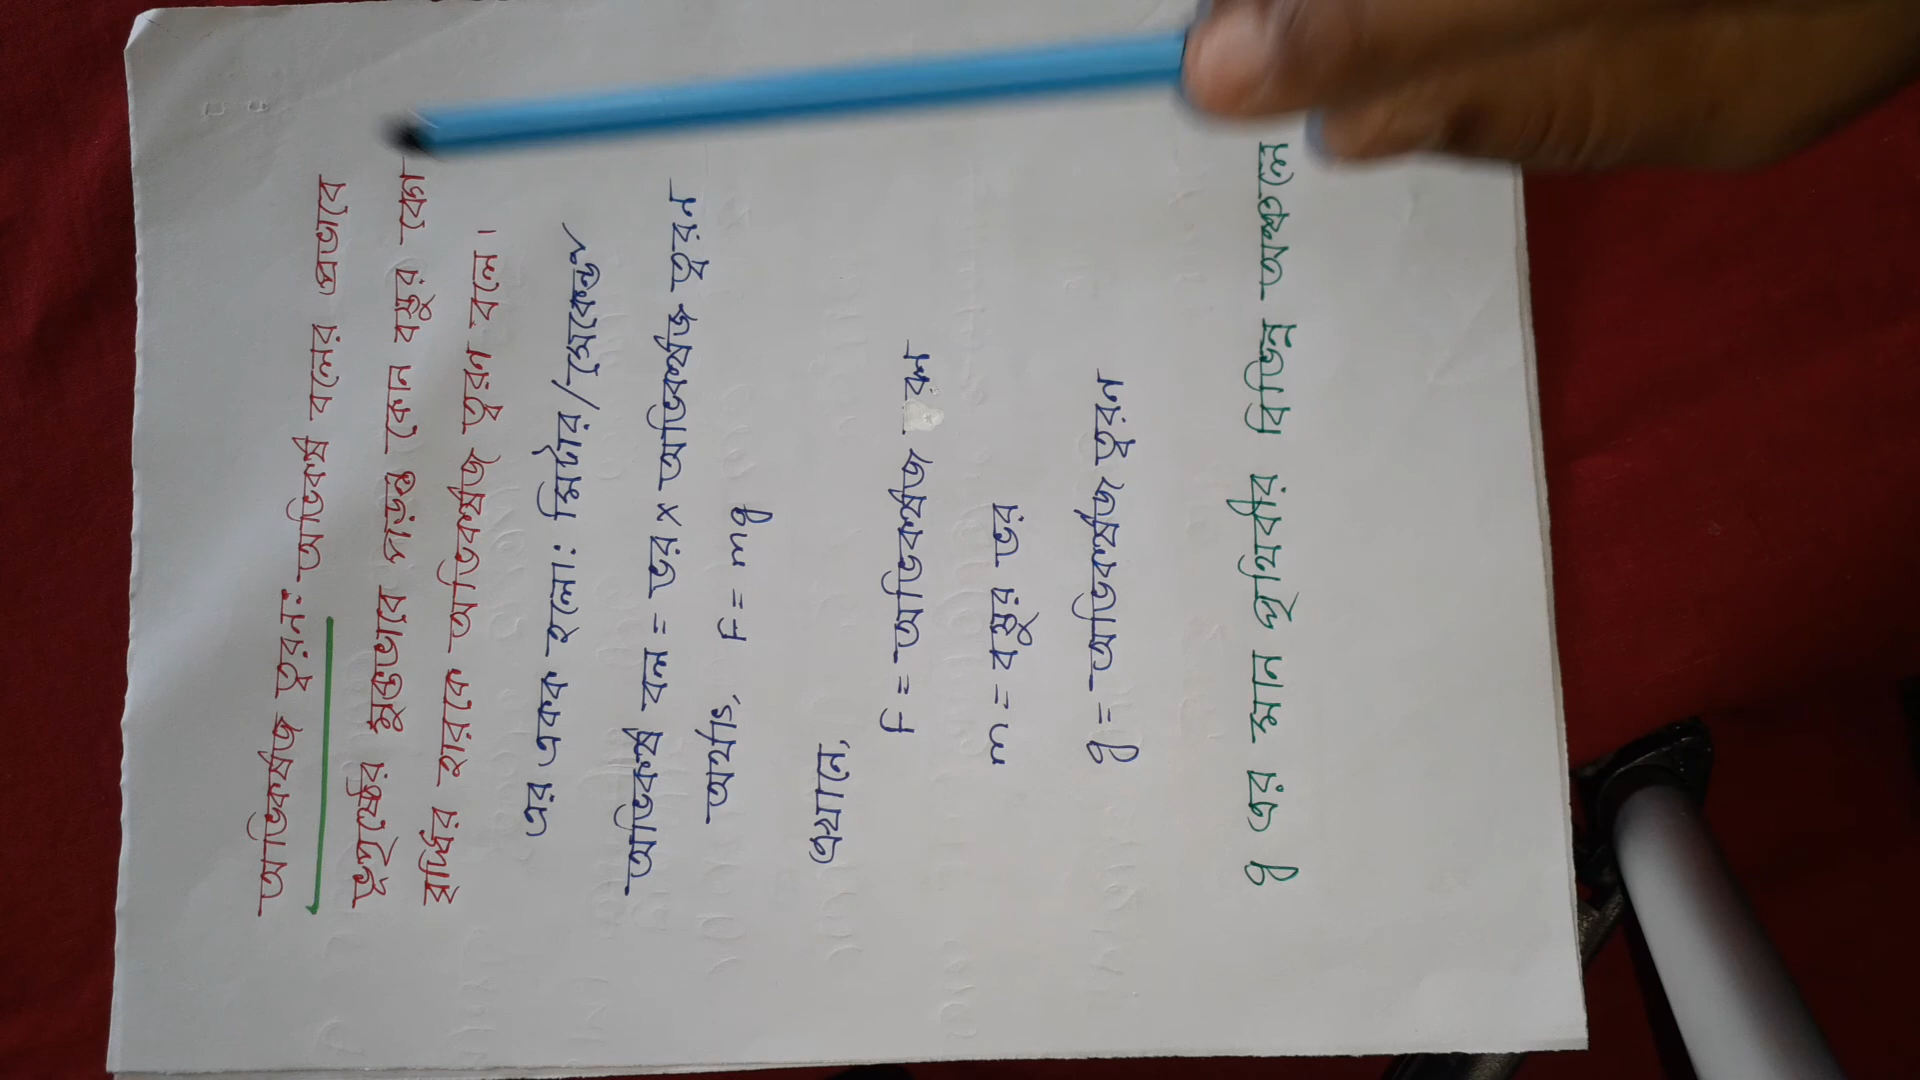 অভিকর্ষজ ত্বরনঃ অভিকর্ষ বলের প্রভাবে
ভূপৃষ্ঠের মুক্তভাবে পড়ন্ত কোন বস্তুর বেগ
বৃদ্ধির হারকে অভিকর্ষজ ত্বরণ বলে।
এর একক হলো: মিটার/সেকেন্ড²
অভিকর্ষ বল = ভর × অভিকর্ষজ ত্বরণ
অর্থাৎ, F = mg
এখানে,
F = অভিকর্ষজ বল
m = বস্তুর ভর
g = অভিকর্ষজ ত্বরণ
g এর মান পৃথিবীর বিভিন্ন অঞ্চলে